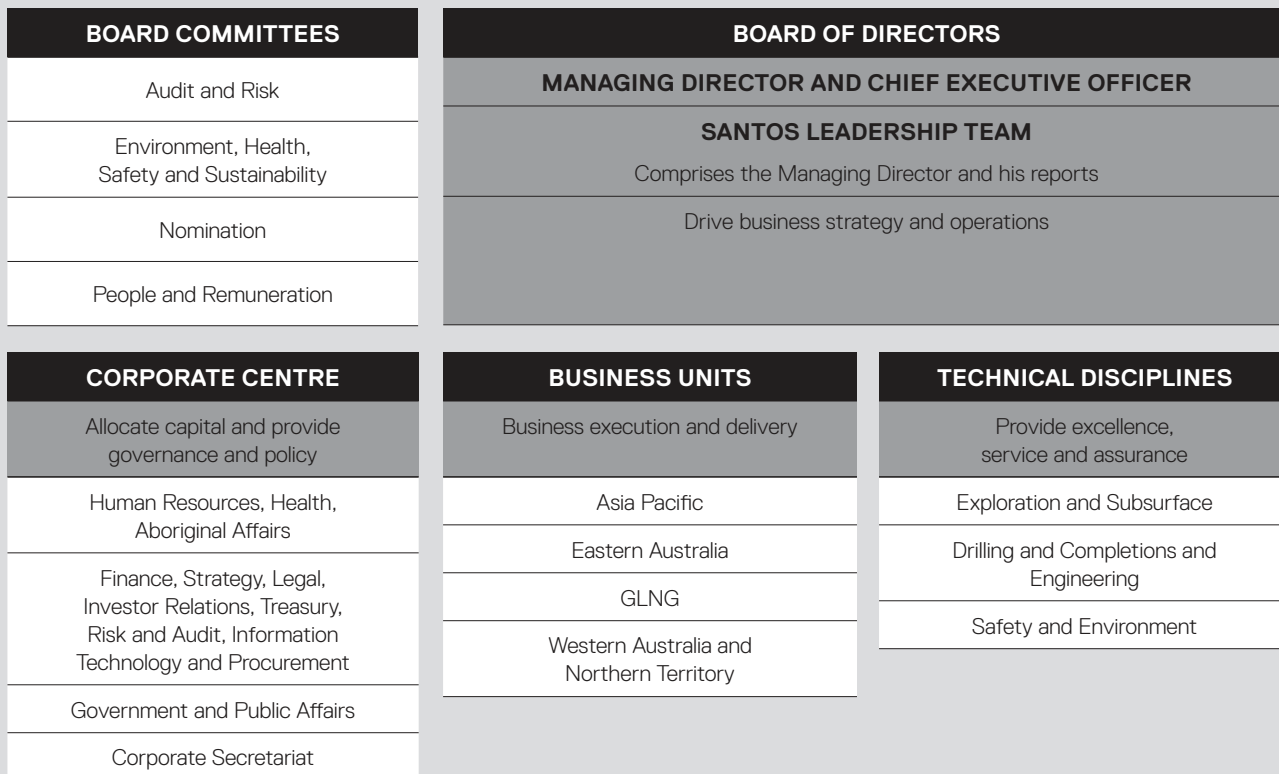 BOARD COMMITTEES
Audit and Risk
Environment, Health,
Safety and Sustainability
Nomination
People and Remuneration
BOARD OF DIRECTORS
MANAGING DIRECTOR AND CHIEF EXECUTIVE OFFICER
SANTOS LEADERSHIP TEAM
Comprises the Managing Director and his reports
Drive business strategy and operations
CORPORATE CENTRE
Allocate capital and provide
governance and policy
Human Resources, Health,
Aboriginal Affairs
Finance, Strategy, Legal,
Investor Relations, Treasury,
Risk and Audit, Information
Technology and Procurement
Government and Public Affairs
Corporate Secretariat
BUSINESS UNITS
Business execution and delivery
Asia Pacific
Eastern Australia
GLNG
Western Australia and
Northern Territory
TECHNICAL DISCIPLINES
Provide excellence,
service and assurance
Exploration and Subsurface
Drilling and Completions and
Engineering
Safety and Environment